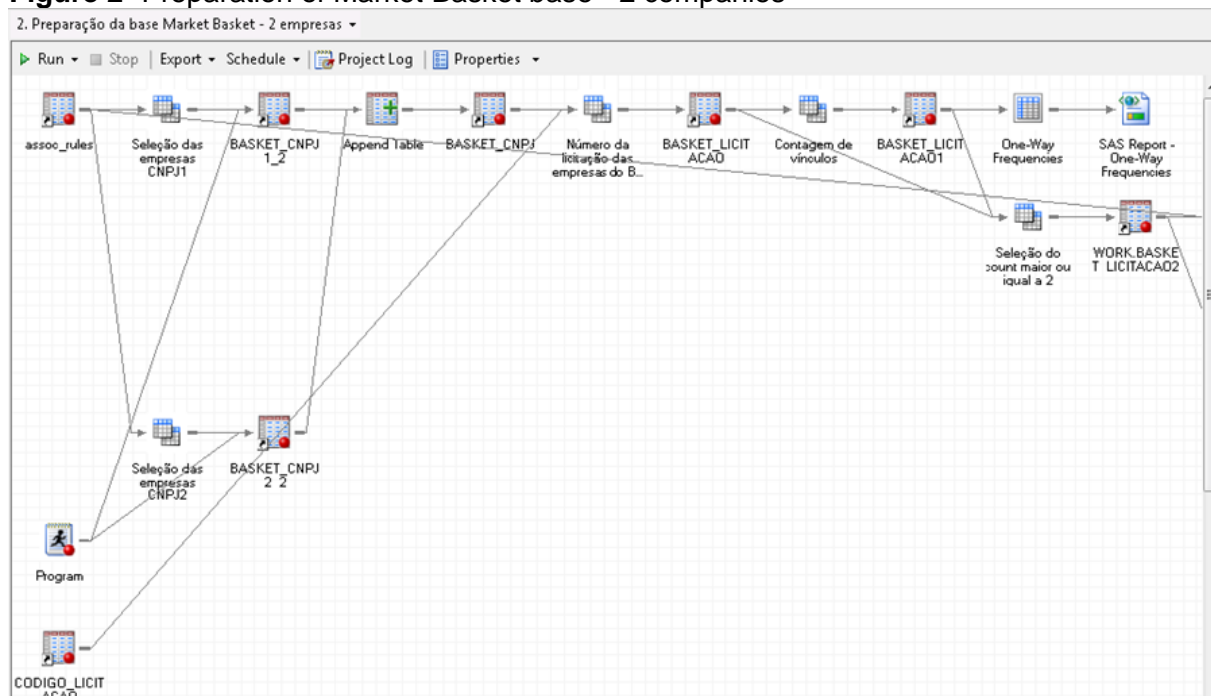 Figure 2- Preparation of Market Basket base - 2 companies
2. Preparação da base Market Basket - 2 empresas
Run Stop Export Schedule Project Log Properties
assoc_rules
Seleção das
empresas
CNPJ1
BASKET_CNPJ
1_2
Append Table
BASKET_CNPJ
Número da
licitação das
empresas do B...
BASKET_LICIT
ACAO
Contagem de
vínculos
BASKET_LICIT
ACAO1
One-Way
Frequencies
SAS Report -
One-Way
Frequencies
Seleção do
count maior ou
igual a 2
WORK.BASKE
T_LICITACAO2
Seleção das
empresas
CNPJ2
BASKET_CNPJ
2_2
Program
CODIGO_LICIT
ACAO